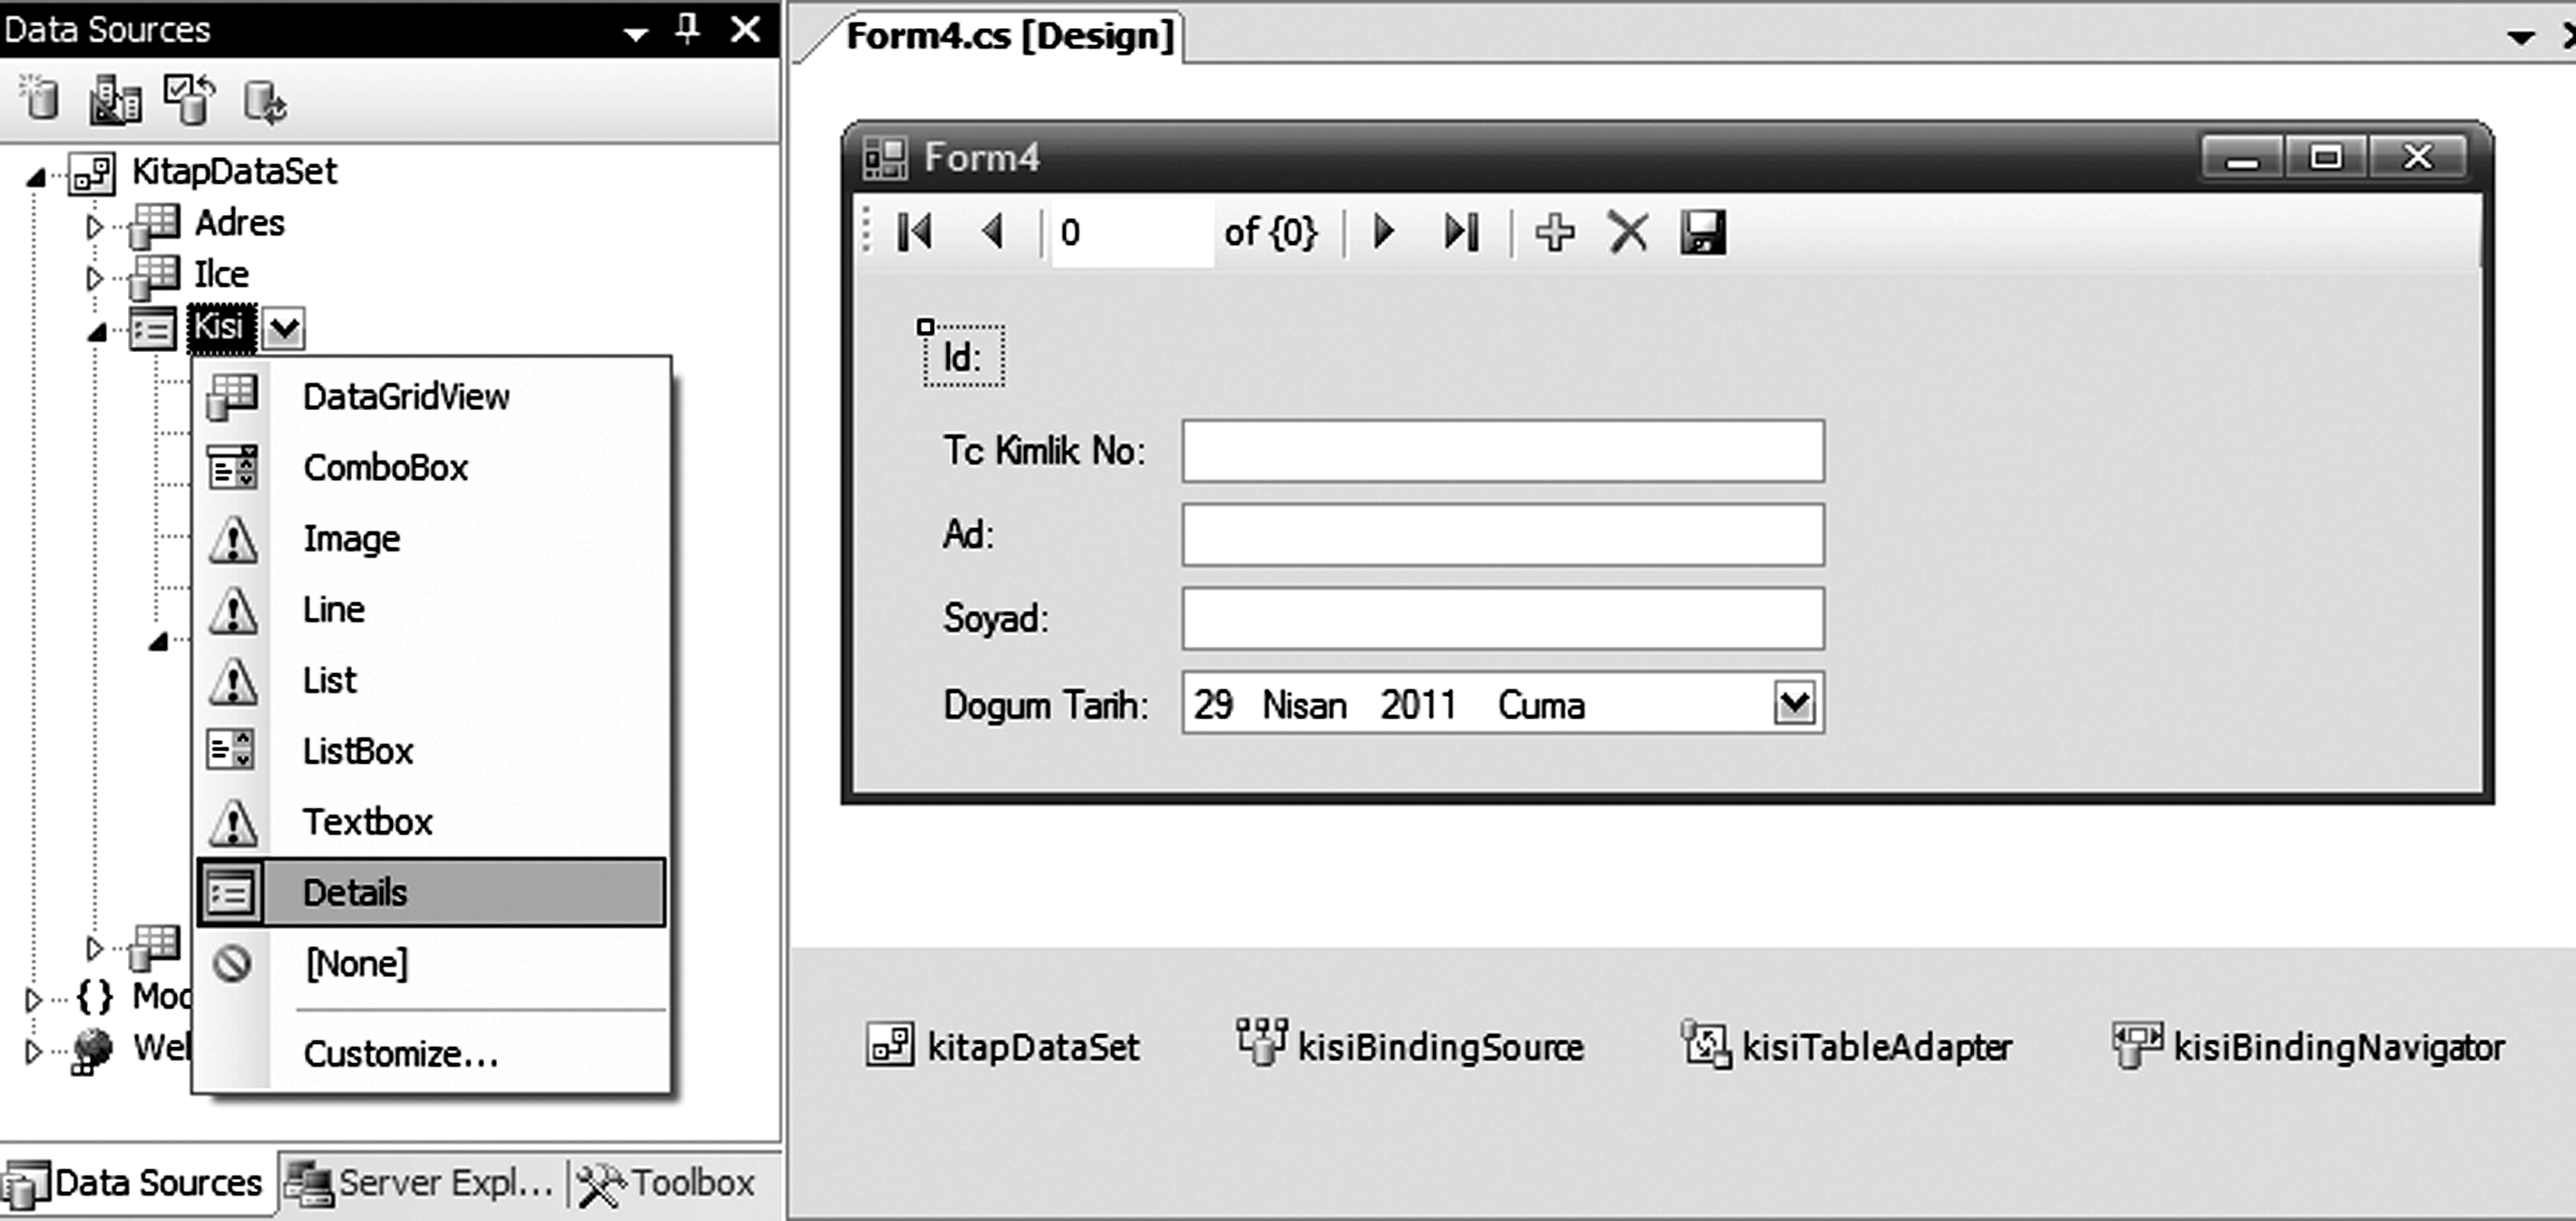 Data Sources
KitapDataSet
Adres
Ilce
Kisi
DataGridView
ComboBox
Image
Line
List
ListBox
Textbox
Details
[None]
Customize...
Data Sources
Server Expl...
Toolbox
Form4.cs [Design]
Form4
0 of {0}
Id:
Tc Kimlik No:
Ad:
Soyad:
Dogum Tarih: 29 Nisan 2011 Cuma
kitapDataSet
kisiBindingSource
kisiTableAdapter
kisiBindingNavigator